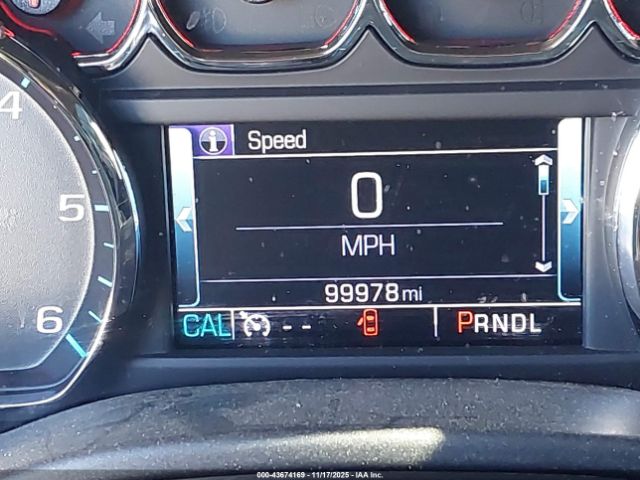 4
5
6
Speed
0
MPH
99978 mi
CAL -- PRNDL
000-43674169 - 11/17/2025 - IAA Inc.